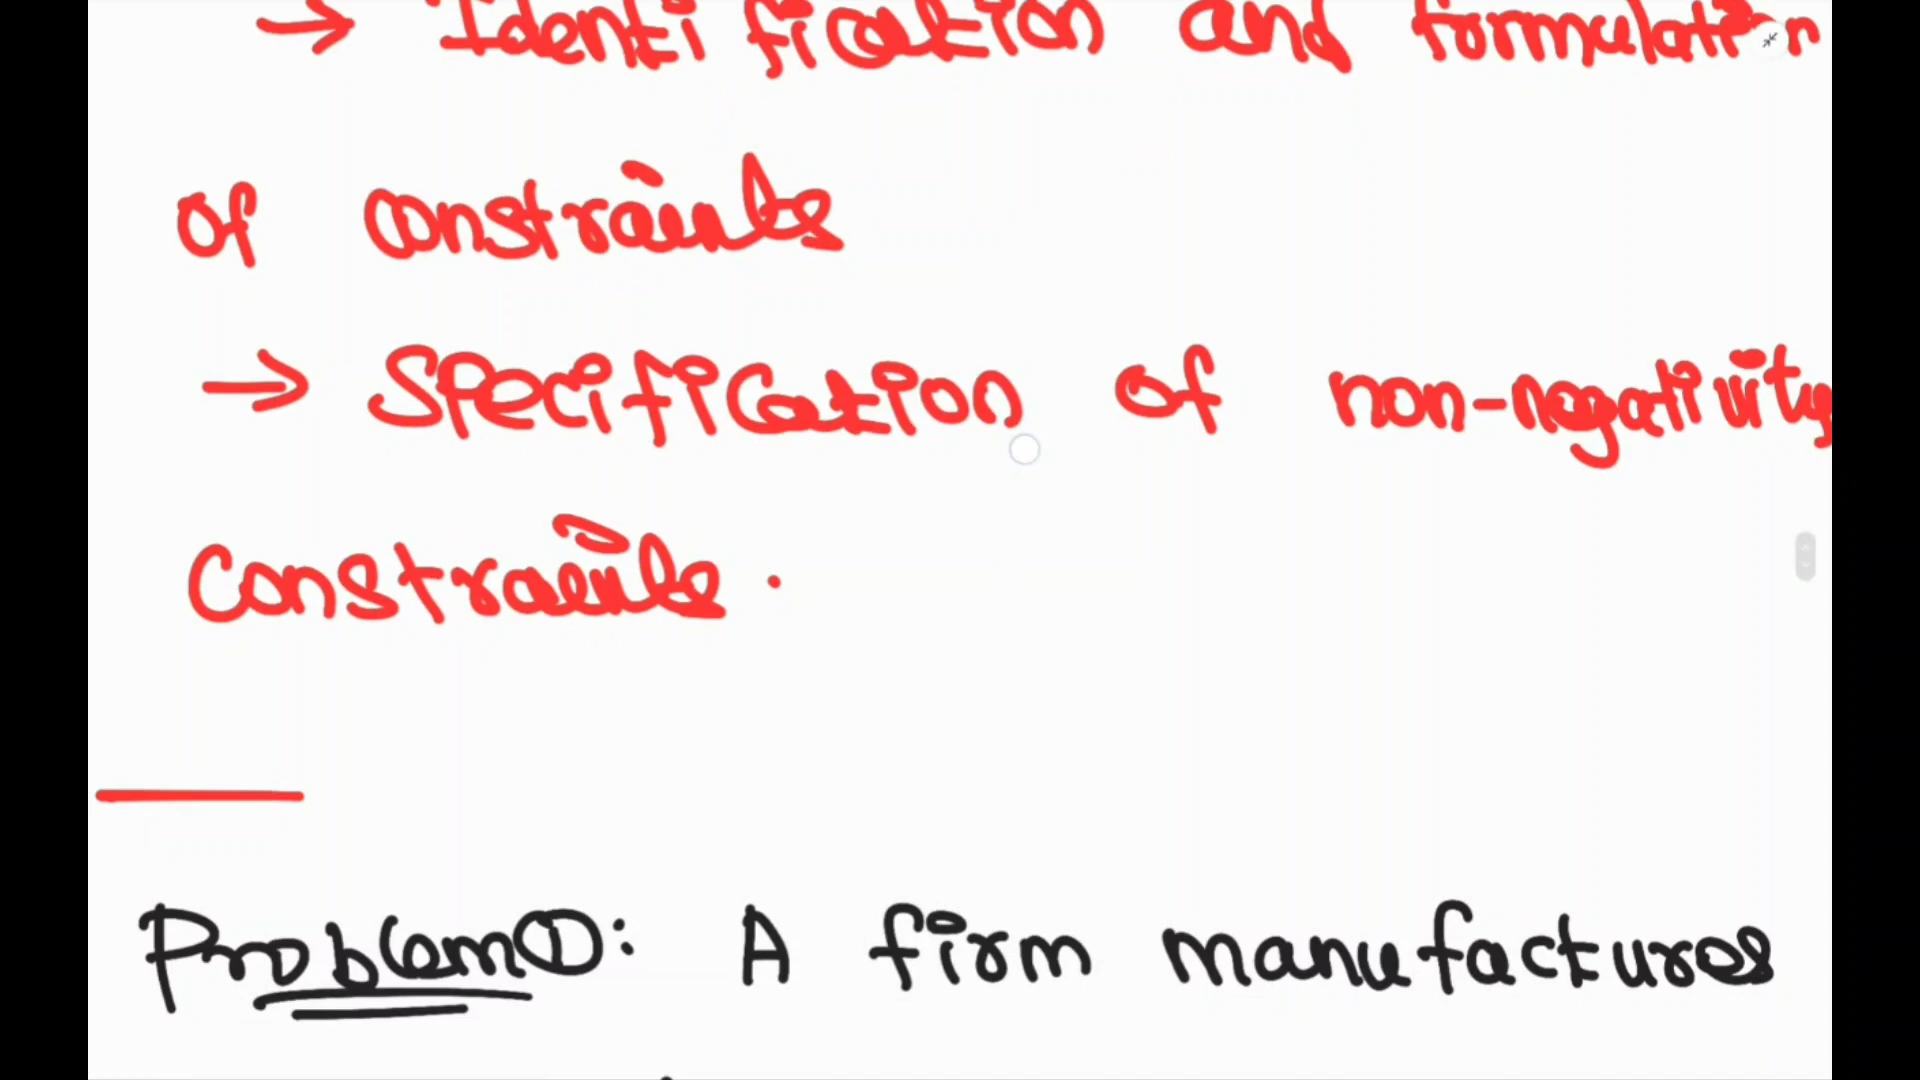 → Identification and formulation
of constraints
→ Specification of non-negativity
Constraints.
Problem①: A firm manufactures